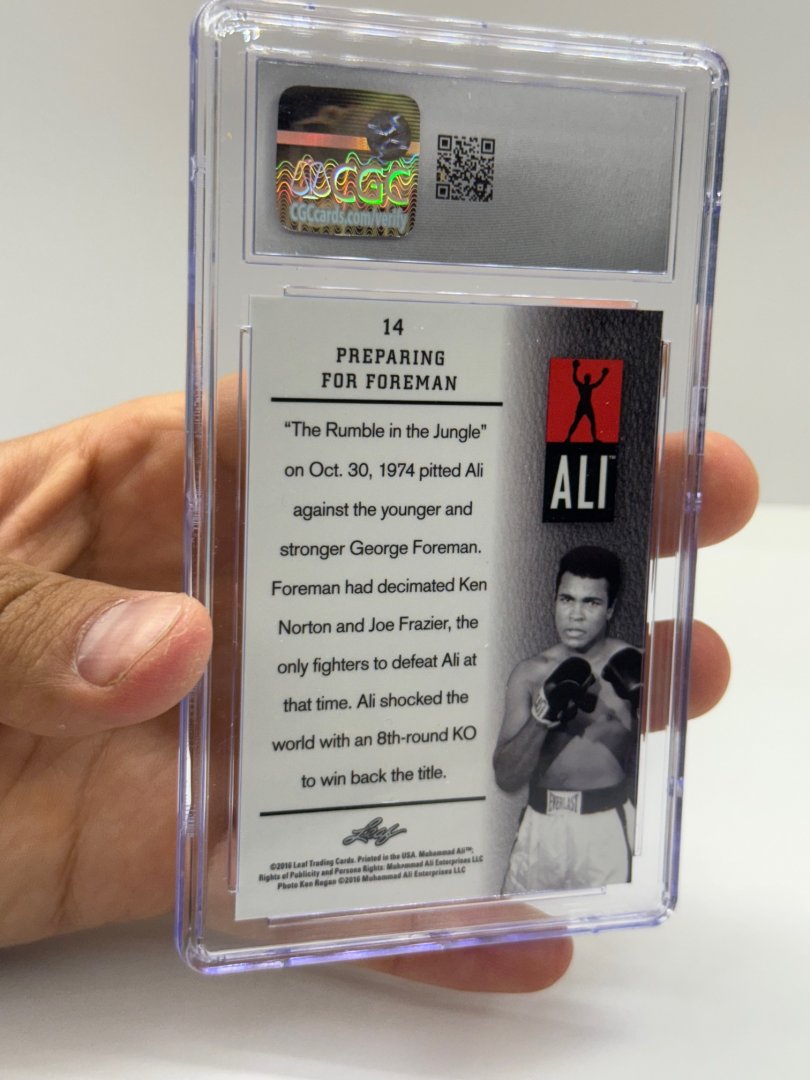 CGC
CGCcards.com/verify
14
PREPARING
FOR FOREMAN
“The Rumble in the Jungle”
on Oct. 30, 1974 pitted Ali
against the younger and
stronger George Foreman.
Foreman had decimated Ken
Norton and Joe Frazier, the
only fighters to defeat Ali at
that time. Ali shocked the
world with an 8th-round KO
to win back the title.
Leaf
©2016 Leaf Trading Cards. Printed in the USA. Muhammad Ali™;
Rights of Publicity and Persona Rights: Muhammad Ali Enterprises LLC
Photo Ken Regan ©2016 Muhammad Ali Enterprises LLC
ALI™
EVERLAST